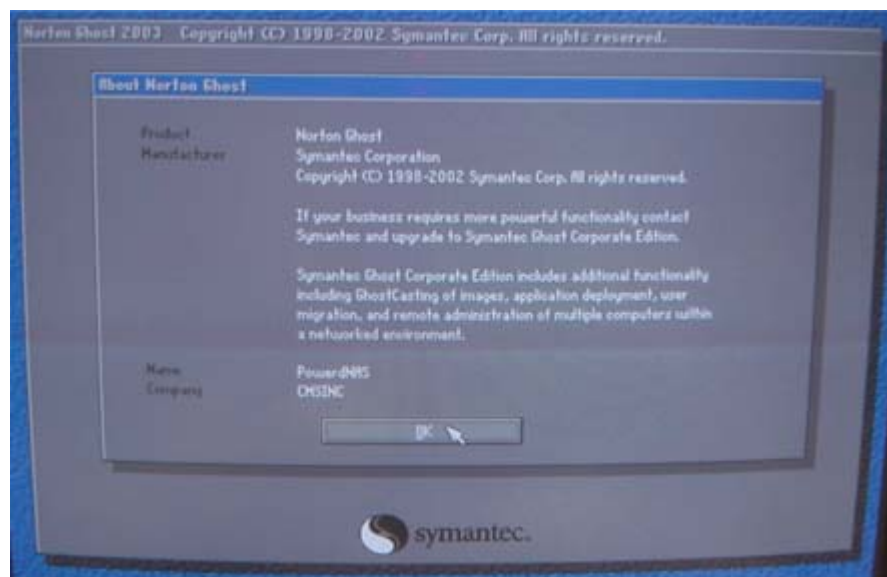 Norton Ghost 2003 Copyright (C) 1998-2002 Symantec Corp. All rights reserved.
About Norton Ghost
Product Norton Ghost
Manufacturer Symantec Corporation
Copyright (C) 1998-2002 Symantec Corp. All rights reserved.
If your business requires more powerful functionality contact
Symantec and upgrade to Symantec Ghost Corporate Edition.
Symantec Ghost Corporate Edition includes additional functionality
including GhostCasting of images, application deployment, user
migration, and remote administration of multiple computers within
a networked environment.
Name
Company CMSINC
OK
symantec.